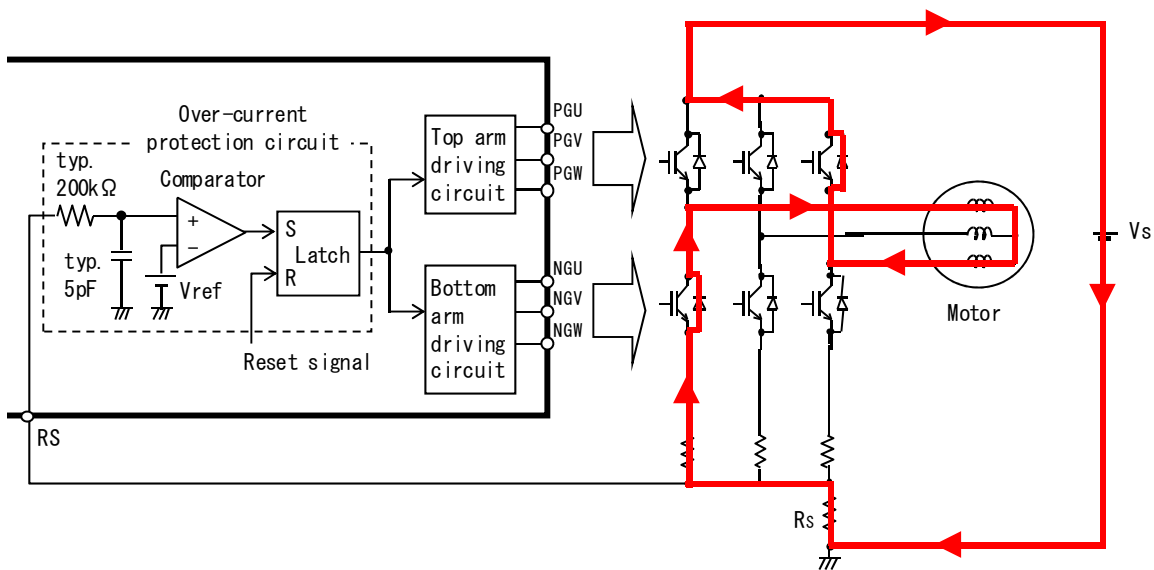 Over-current
protection circuit
typ.
200kΩ
Comparator
+
−
S
Latch
R
typ.
5pF
Vref
Reset signal
RS
Top arm
driving
circuit
Bottom
arm
driving
circuit
PGU
PGV
PGW
NGU
NGV
NGW
Motor
Vs
Rs